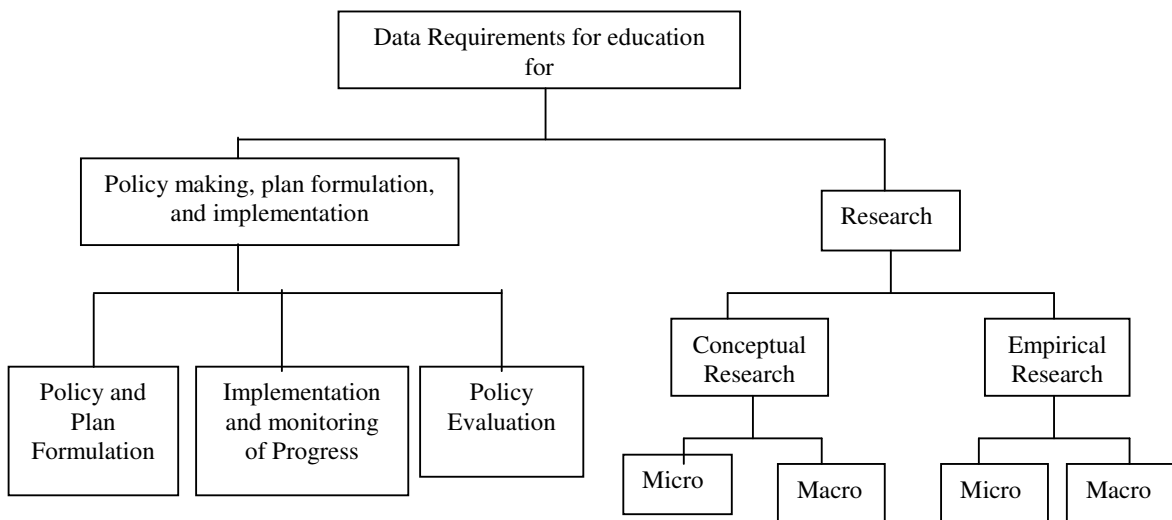 Data Requirements for education
for
Policy making, plan formulation,
and implementation
Research
Conceptual
Research
Empirical
Research
Policy and
Plan
Formulation
Implementation
and monitoring
of Progress
Policy
Evaluation
Micro
Macro
Micro
Macro